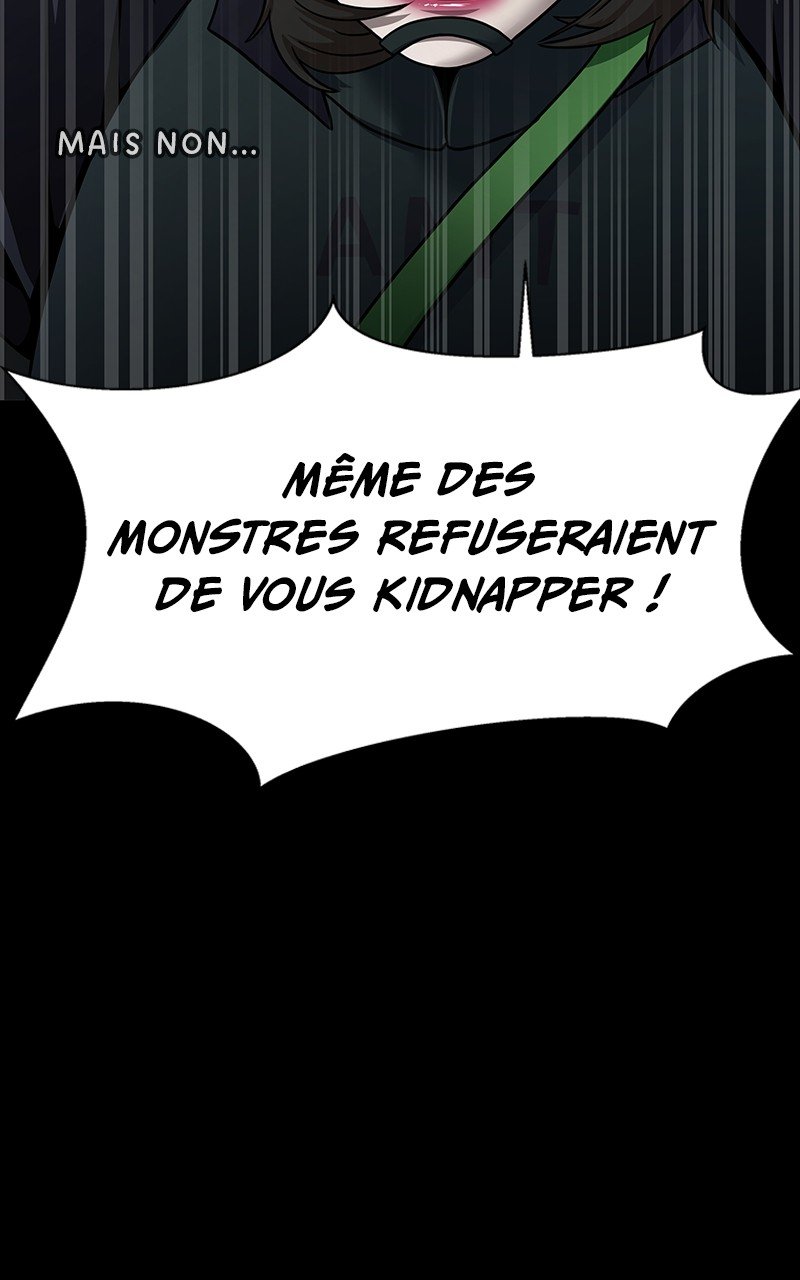 MAIS NON...
MÊME DES
MONSTRES REFUSERAIENT
DE VOUS KIDNAPPER !